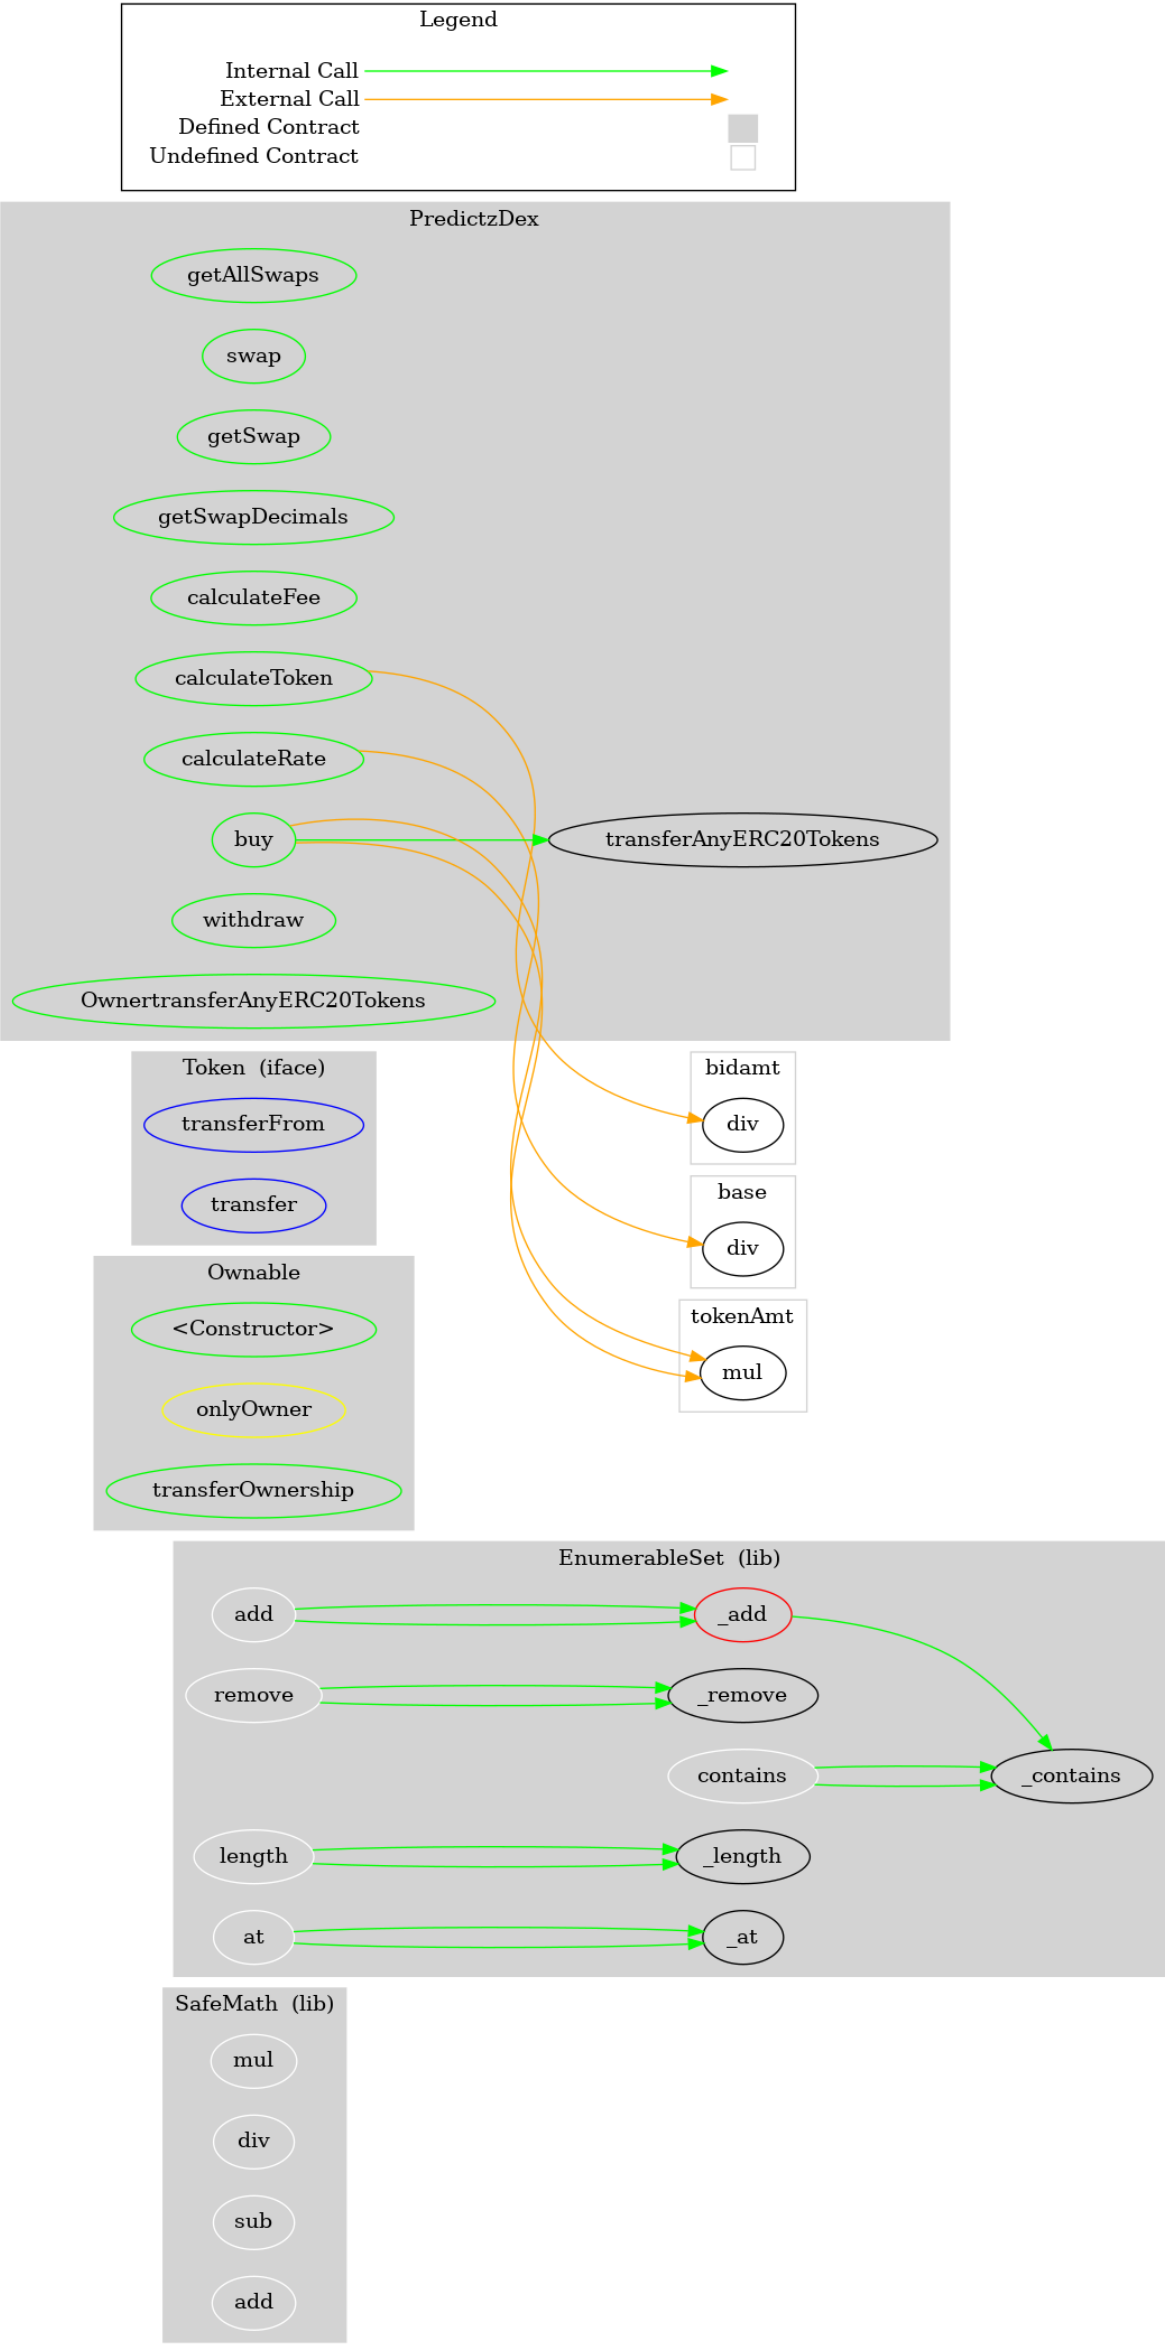 Legend
Internal Call
External Call
Defined Contract
Undefined Contract
PredictzDex
getAllSwaps
swap
getSwap
getSwapDecimals
calculateFee
calculateToken
calculateRate
buy
transferAnyERC20Tokens
withdraw
OwnertransferAnyERC20Tokens
Token (iface)
transferFrom
transfer
bidamt
div
base
div
tokenAmt
mul
Ownable
<Constructor>
onlyOwner
transferOwnership
EnumerableSet (lib)
add
_add
remove
_remove
contains
_contains
length
_length
at
_at
SafeMath (lib)
mul
div
sub
add